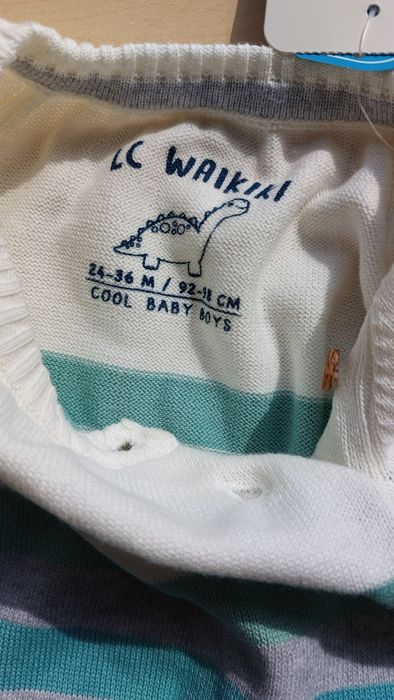 LC WAIKIKI
24-36 M / 92-98 CM
COOL BABY BOYS